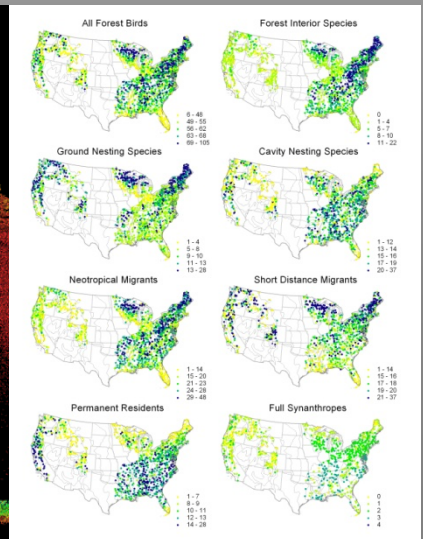 All Forest Birds
6 - 48
49 - 55
56 - 62
63 - 68
69 - 105
Forest Interior Species
0
1 - 4
5 - 7
8 - 10
11 - 22
Ground Nesting Species
1 - 4
5 - 8
9 - 10
11 - 13
13 - 28
Cavity Nesting Species
1 - 12
13 - 14
15 - 16
17 - 19
20 - 37
Neotropical Migrants
1 - 14
15 - 20
21 - 23
24 - 28
29 - 48
Short Distance Migrants
1 - 14
15 - 16
17 - 18
19 - 20
21 - 37
Permanent Residents
1 - 7
8 - 9
10 - 11
12 - 13
14 - 28
Full Synanthropes
0
1
2
3
4